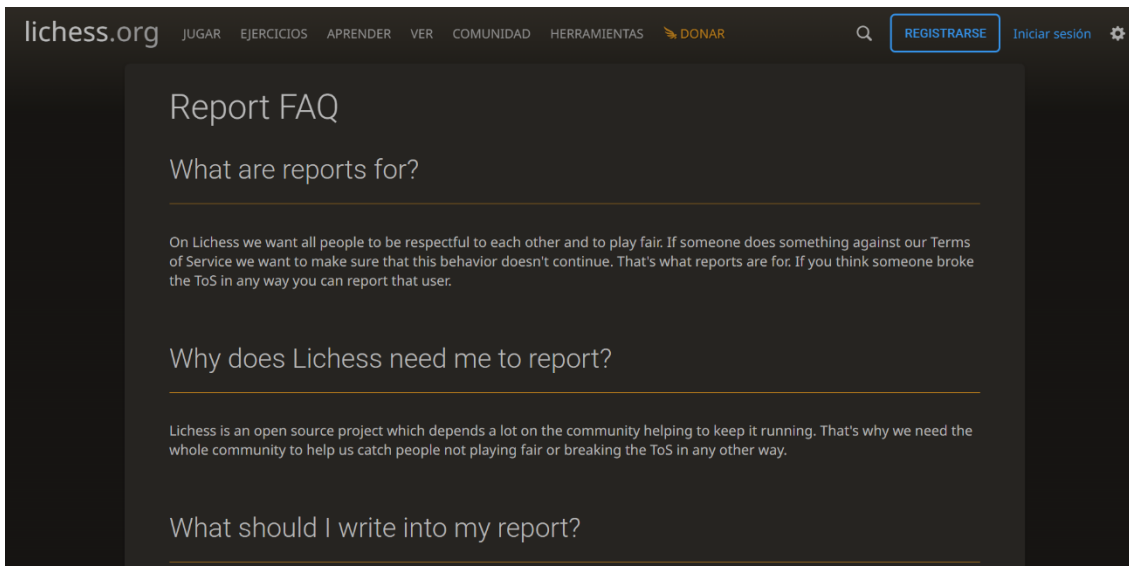 lichess.org JUGAR EJERCICIOS APRENDER VER COMUNIDAD HERRAMIENTAS DONAR REGISTRARSE Iniciar sesión
Report FAQ
What are reports for?
On Lichess we want all people to be respectful to each other and to play fair. If someone does something against our Terms
of Service we want to make sure that this behavior doesn't continue. That's what reports are for. If you think someone broke
the ToS in any way you can report that user.
Why does Lichess need me to report?
Lichess is an open source project which depends a lot on the community helping to keep it running. That's why we need the
whole community to help us catch people not playing fair or breaking the ToS in any other way.
What should I write into my report?